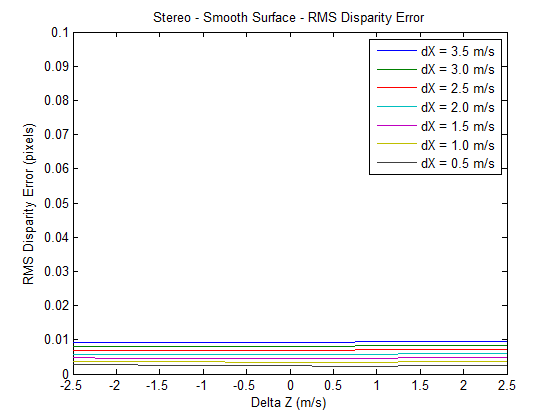 Stereo - Smooth Surface - RMS Disparity Error
0.1
0.09
0.08
0.07
0.06
0.05
0.04
0.03
0.02
0.01
0
RMS Disparity Error (pixels)
dX = 3.5 m/s
dX = 3.0 m/s
dX = 2.5 m/s
dX = 2.0 m/s
dX = 1.5 m/s
dX = 1.0 m/s
dX = 0.5 m/s
-2.5 -2 -1.5 -1 -0.5 0 0.5 1 1.5 2 2.5
Delta Z (m/s)